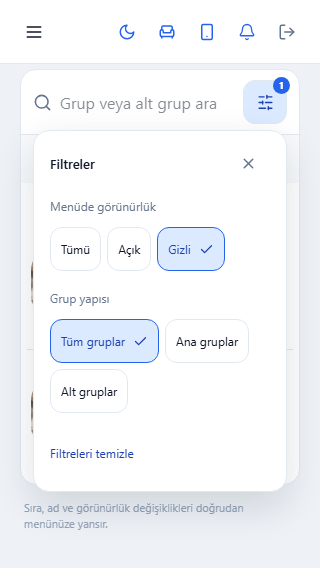 Grup veya alt grup ara
1
Filtreler
Menüde görünürlük
Tümü
Açık
Gizli
Grup yapısı
Tüm gruplar
Ana gruplar
Alt gruplar
Filtreleri temizle
Sıra, ad ve görünürlük değişiklikleri doğrudan
menünüze yansır.